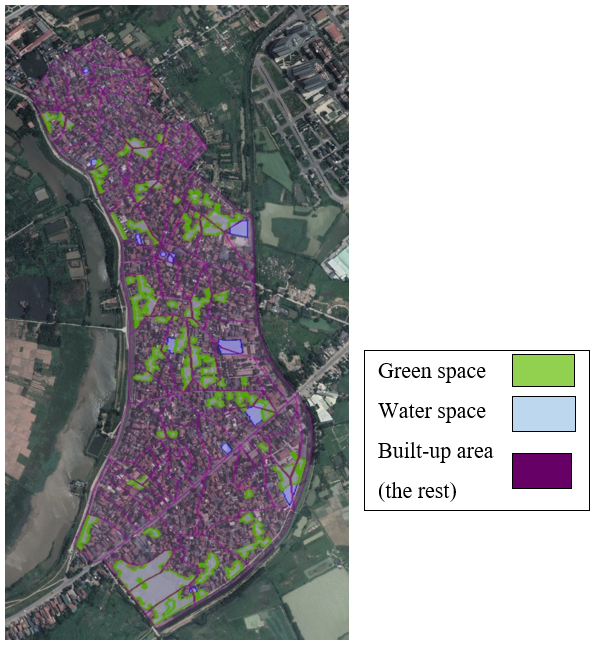 Green space
Water space
Built-up area
(the rest)